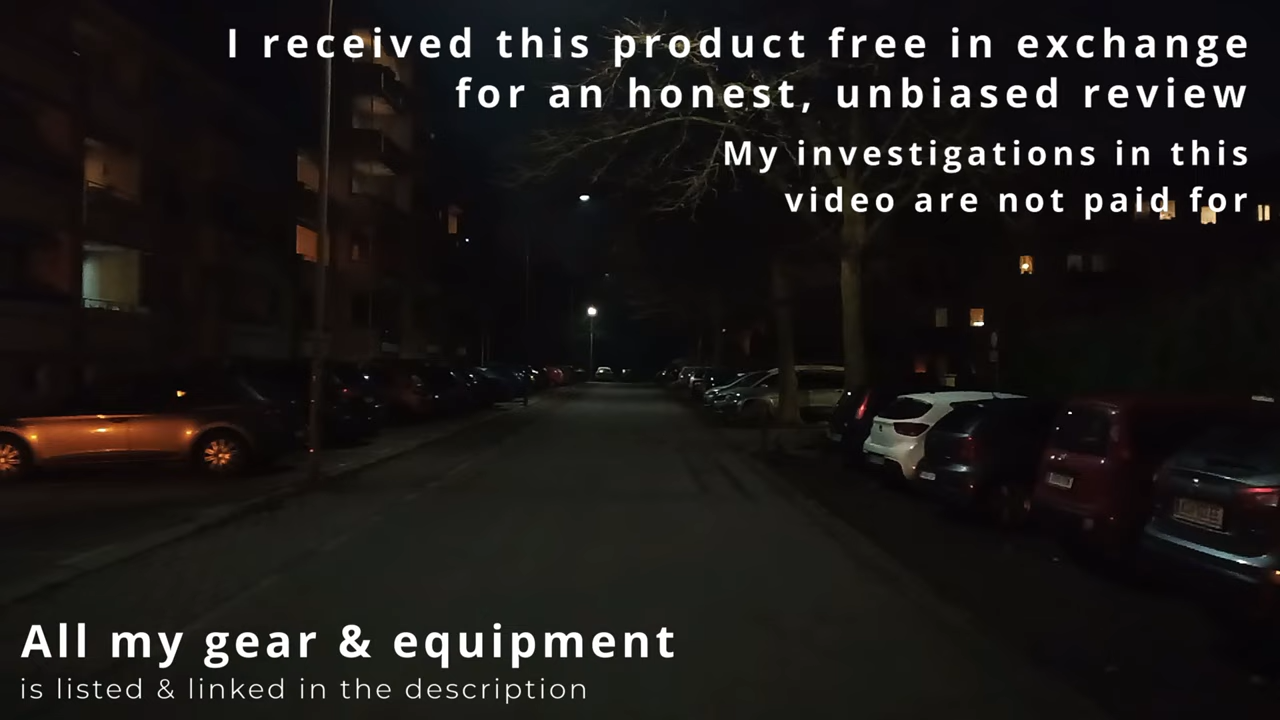 I received this product free in exchange
for an honest, unbiased review
My investigations in this
video are not paid for
All my gear & equipment
is listed & linked in the description